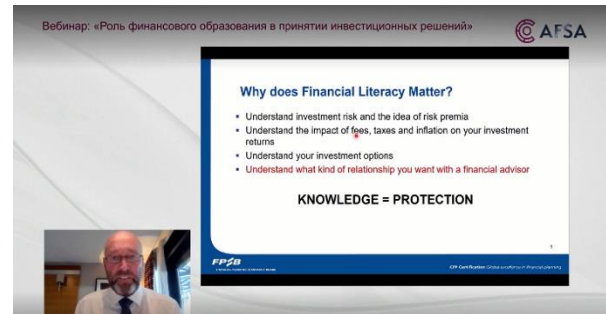 Вебинар: «Роль финансового образования в принятии инвестиционных решений»
AFSA
Why does Financial Literacy Matter?
• Understand investment risk and the idea of risk premia
• Understand the impact of fees, taxes and inflation on your investment
returns
• Understand your investment options
• Understand what kind of relationship you want with a financial advisor
KNOWLEDGE = PROTECTION
FPSB
CFP Certification Global excellence in financial planning